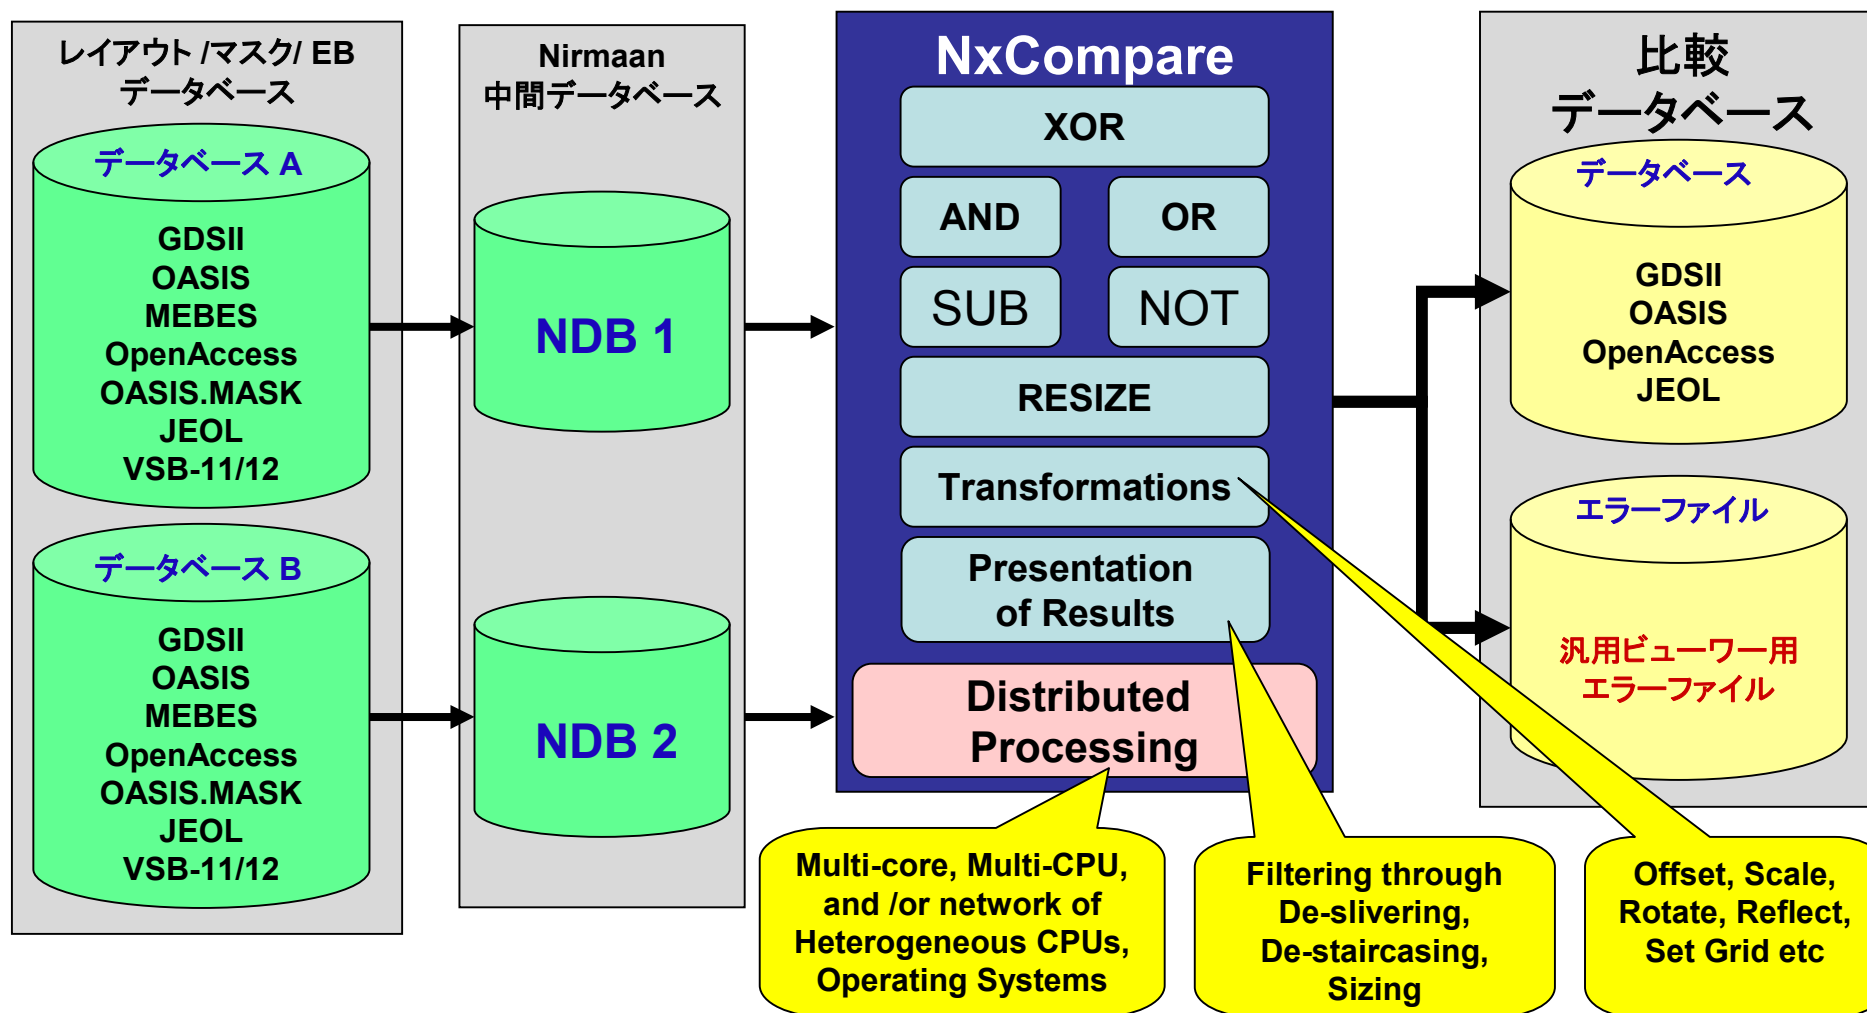 レイアウト /マスク/ EB
データベース
データベース A
GDSII
OASIS
MEBES
OpenAccess
OASIS.MASK
JEOL
VSB-11/12
データベース B
GDSII
OASIS
MEBES
OpenAccess
OASIS.MASK
JEOL
VSB-11/12
Nirmaan
中間データベース
NDB 1
NDB 2
NxCompare
XOR
AND
OR
SUB
NOT
RESIZE
Transformations
Presentation
of Results
Distributed
Processing
比較
データベース
データベース
GDSII
OASIS
OpenAccess
JEOL
エラーファイル
汎用ビューワー用
エラーファイル
Multi-core, Multi-CPU,
and /or network of
Heterogeneous CPUs,
Operating Systems
Filtering through
De-slivering,
De-staircasing,
Sizing
Offset, Scale,
Rotate, Reflect,
Set Grid etc